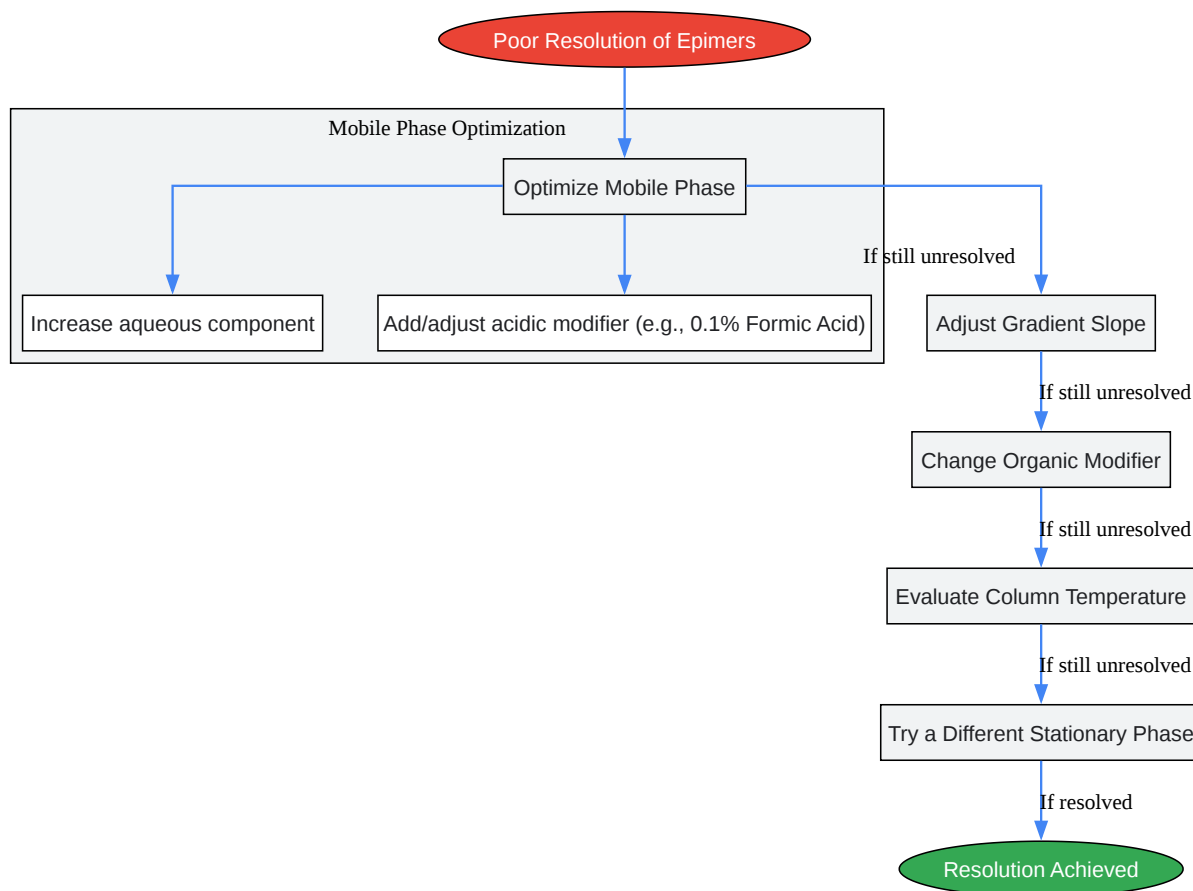 Poor Resolution of Epimers
Mobile Phase Optimization
Optimize Mobile Phase
If still unresolved
Increase aqueous component
Add/adjust acidic modifier (e.g., 0.1% Formic Acid)
Adjust Gradient Slope
If still unresolved
Change Organic Modifier
If still unresolved
Evaluate Column Temperature
If still unresolved
Try a Different Stationary Phase
If resolved
Resolution Achieved